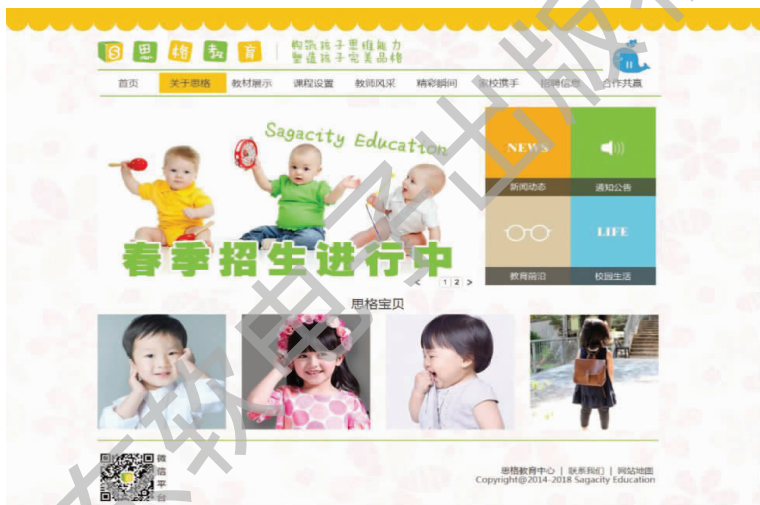 思格教育
构筑孩子思维能力
塑造孩子完美品格
首页 关于思格 教材展示 课程设置 教师风采 精彩瞬间 家校携手 招聘信息 合作共赢
Sagacity Education
NEWS
新闻动态
通知公告
教育前沿
LIFE
校园生活
春季招生进行中
< 1 2 >
思格宝贝
微信平台
思格教育中心 | 联系我们 | 网站地图
Copyright@2014-2018 Sagacity Education